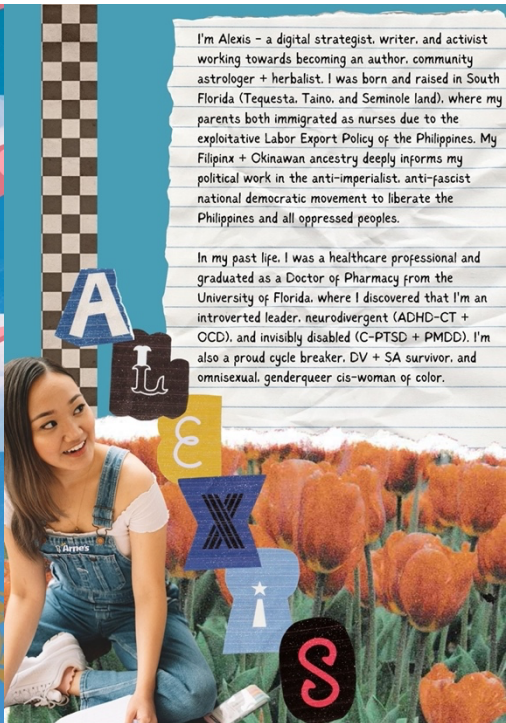 I'm Alexis - a digital strategist, writer, and activist
working towards becoming an author, community
astrologer + herbalist. I was born and raised in South
Florida (Tequesta, Taino, and Seminole land), where my
parents both immigrated as nurses due to the
exploitative Labor Export Policy of the Philippines. My
Filipinx + Okinawan ancestry deeply informs my
political work in the anti-imperialist, anti-fascist
national democratic movement to liberate the
Philippines and all oppressed peoples.
In my past life, I was a healthcare professional and
graduated as a Doctor of Pharmacy from the
University of Florida, where I discovered that I'm an
introverted leader, neurodivergent (ADHD-CT +
OCD), and invisibly disabled (C-PTSD + PMDD). I'm
also a proud cycle breaker, DV + SA survivor, and
omnisexual, genderqueer cis-woman of color.
A
L
E
X
i
S